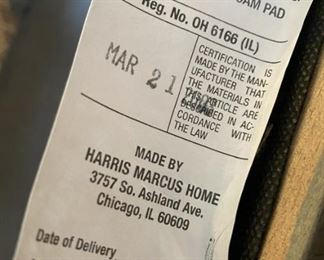 FOAM PAD
Reg. No. OH 6166 (IL)
MAR 21
CERTIFICATION IS
MADE BY THE MAN-
UFACTURER THAT
THE MATERIALS IN
THIS ARTICLE ARE
DESCRIBED IN AC-
CORDANCE WITH
THE LAW
MADE BY
HARRIS MARCUS HOME
3757 So. Ashland Ave.
Chicago, IL 60609
Date of Delivery